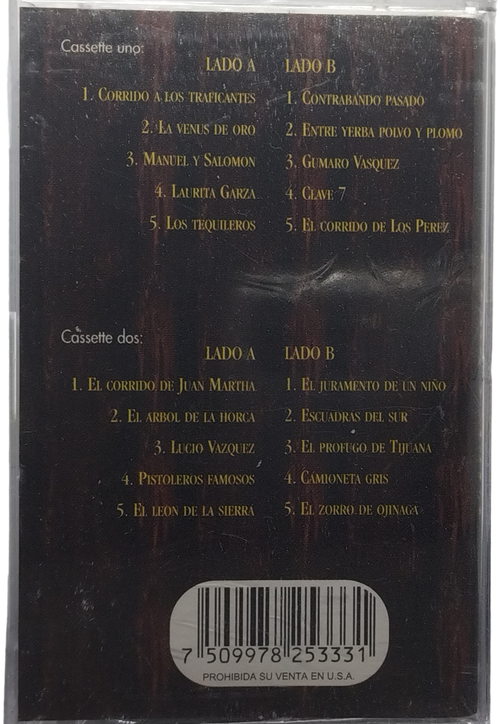 Cassette uno:
LADO A
1. CORRIDO A LOS TRAFICANTES
2. LA VENUS DE ORO
3. MANUEL Y SALOMON
4. LAURITA GARZA
5. LOS TEQUILEROS
LADO B
1. CONTRABANDO PASADO
2. ENTRE YERBA POLVO Y PLOMO
3. GUMARO VASQUEZ
4. CLAVE 7
5. EL CORRIDO DE LOS PEREZ
Cassette dos:
LADO A
1. EL CORRIDO DE JUAN MARTHA
2. EL ARBOL DE LA HORCA
3. LUCIO VAZQUEZ
4. PISTOLEROS FAMOSOS
5. EL LEON DE LA SIERRA
LADO B
1. EL JURAMENTO DE UN NIÑO
2. ESCUADRAS DEL SUR
3. EL PROFUGO DE TIJUANA
4. CAMIONETA GRIS
5. EL ZORRO DE OJINAGA
7 509978 253331
PROHIBIDA SU VENTA EN U.S.A.